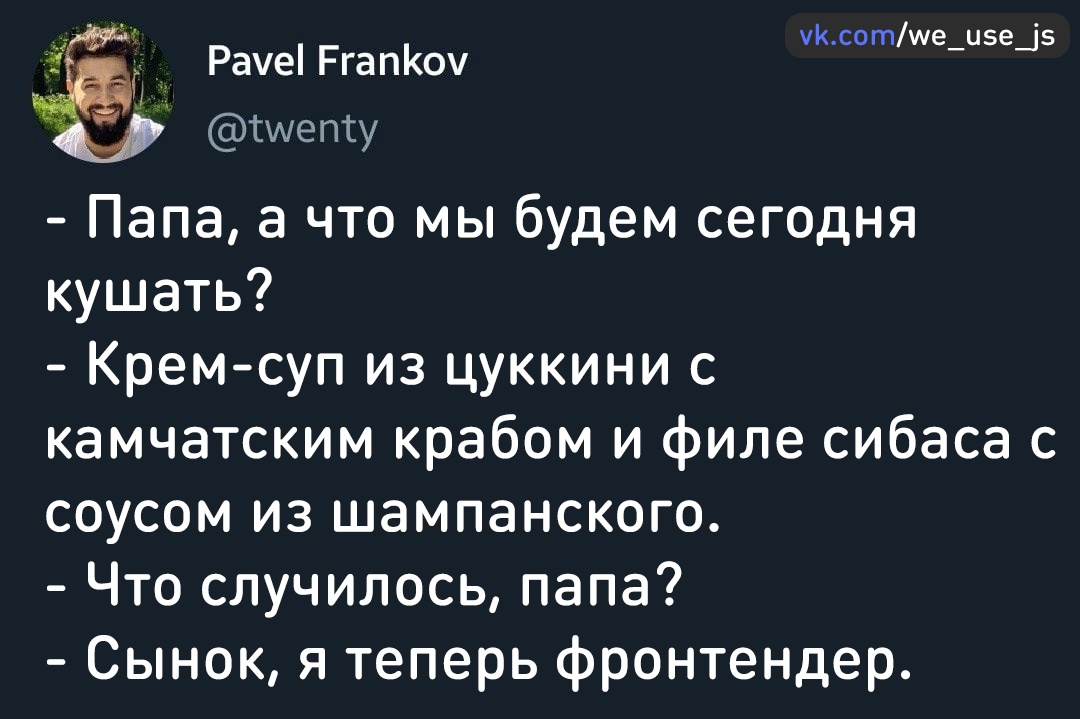 vk.com/we_use_js
Pavel Frankov
@twenty
- Папа, а что мы будем сегодня
кушать?
- Крем-суп из цуккини с
камчатским крабом и филе сибаса с
соусом из шампанского.
- Что случилось, папа?
- Сынок, я теперь фронтендер.